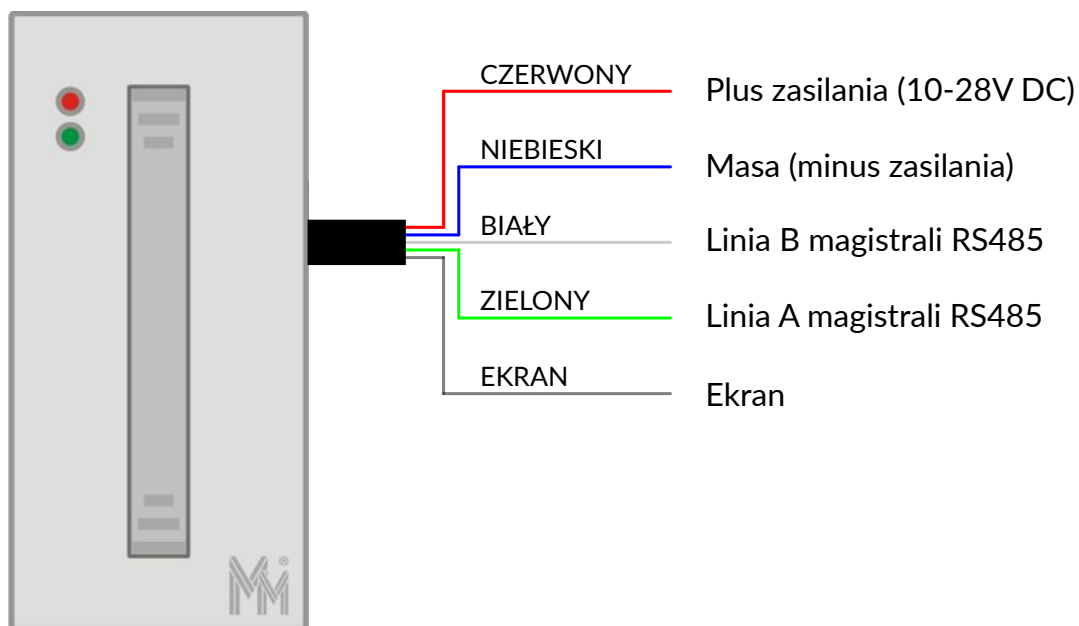 CZERWONY
Plus zasilania (10-28V DC)
NIEBIESKI
Masa (minus zasilania)
BIAŁY
Linia B magistrali RS485
ZIELONY
Linia A magistrali RS485
EKRAN
Ekran
MM®